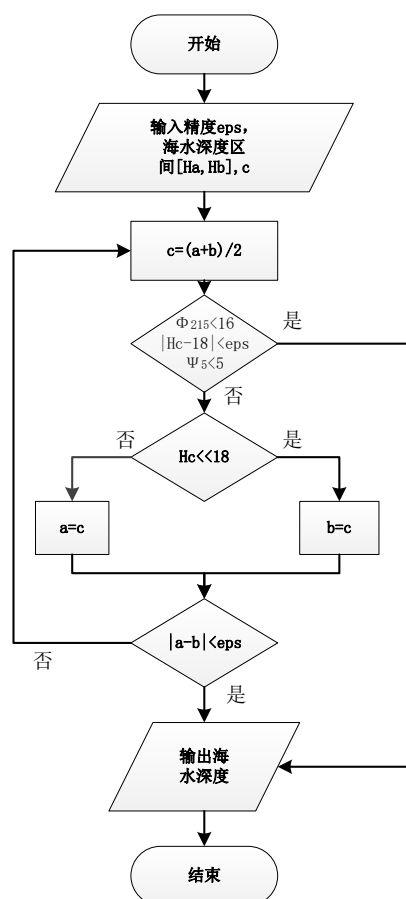 开始
输入精度eps,
海水深度区
间[Ha,Hb],c
c=(a+b)/2
Φ215<16
|Hc-18|<eps
Ψ5<5
是
否
Hc<<18
否
是
a=c
b=c
|a-b|<eps
否
是
输出海
水深度
结束